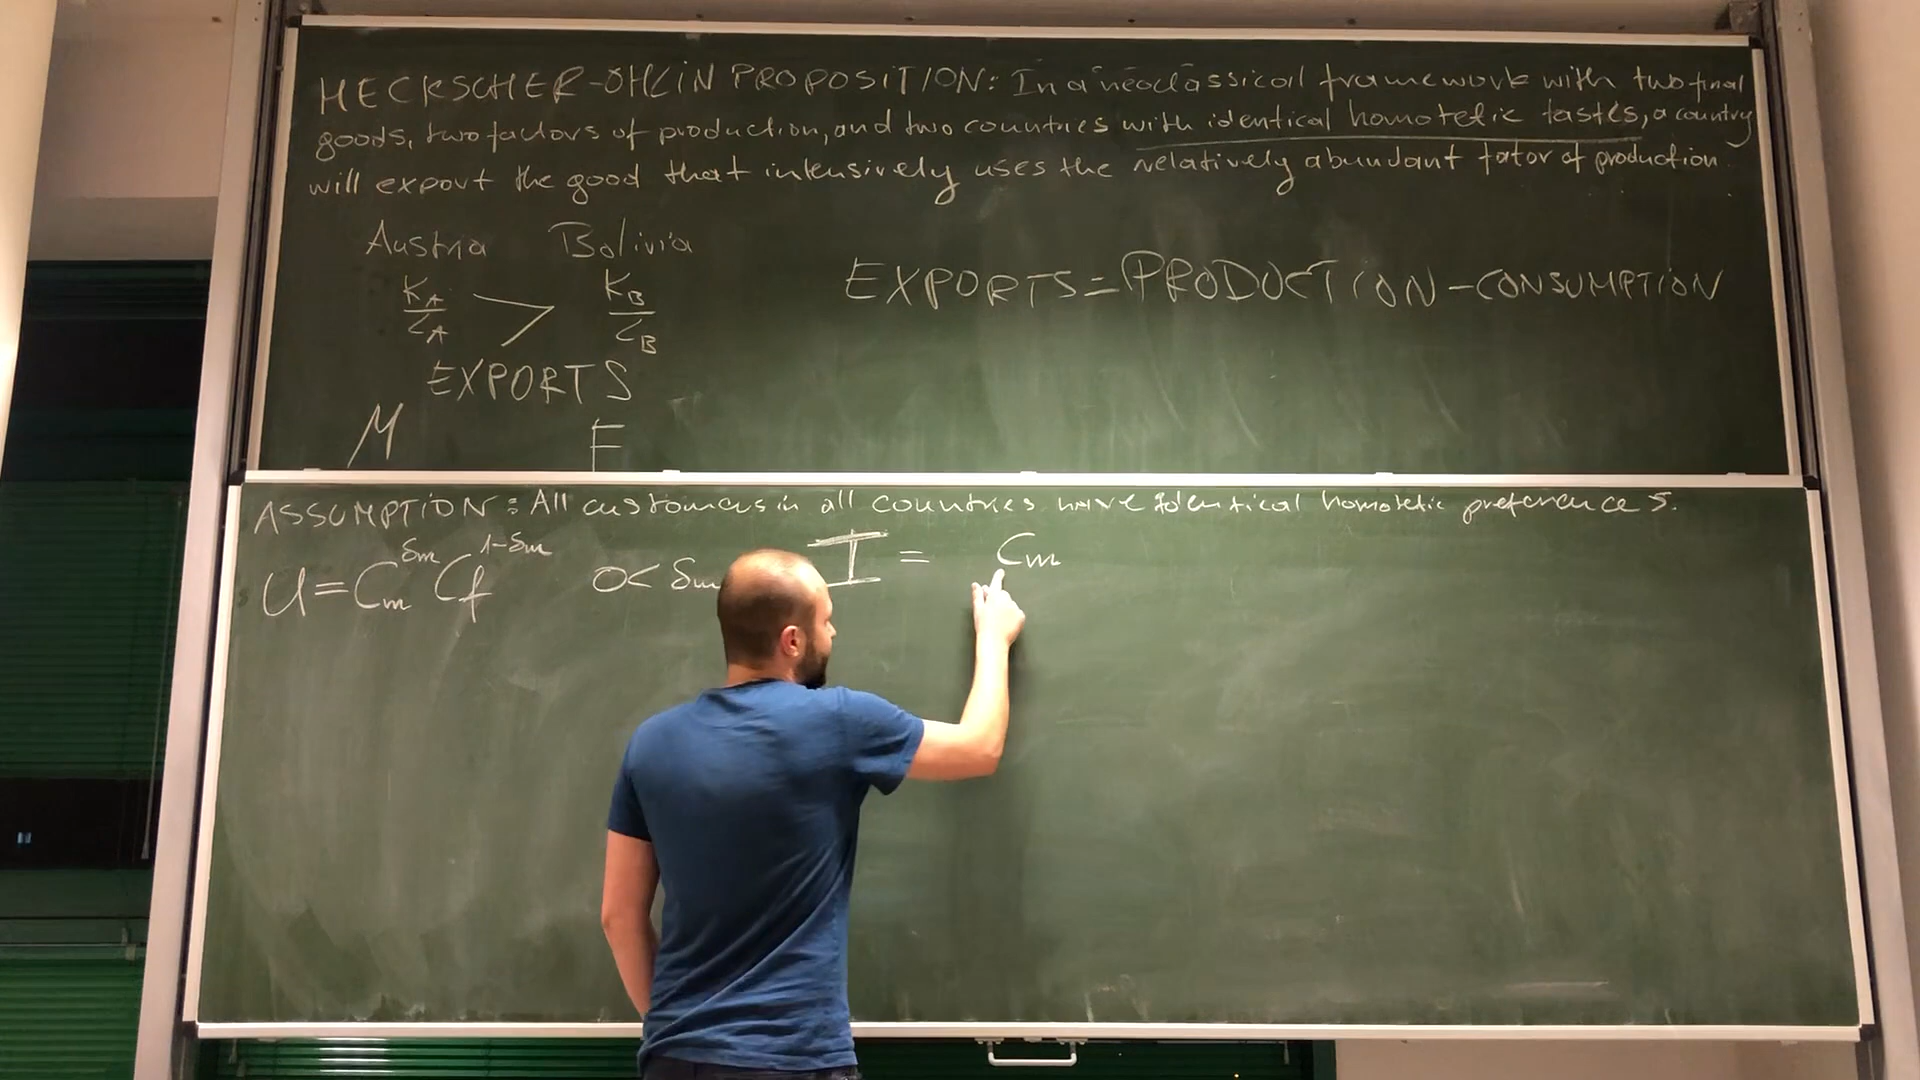 HECKSCHER-OHLIN PROPOSITION: In a neoclassical framework with two final
goods, two factors of production, and two countries with identical homotetic tastes, a country
will export the good that intensively uses the relatively abundant fator of production.
Austria Bolivia
K_A/L_A > K_B/L_B
EXPORTS = PRODUCTION - CONSUMPTION
EXPORTS
M F
ASSUMPTION: All customers in all countries have identical homotetic preferences.
U = C_m^δm C_f^1-δm 0 < δm I = C_m